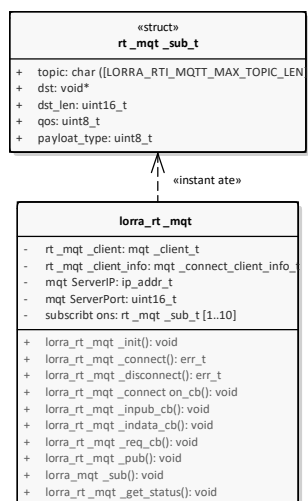 «struct»
rt _mqt _sub_t
+ topic: char ([LORRA_RTI_MQTT_MAX_TOPIC_LEN
+ dst: void*
+ dst_len: uint16_t
+ qos: uint8_t
+ payloat_type: uint8_t
«instant ate»
lorra_rt _mqt
- rt _mqt _client: mqt _client_t
- rt _mqt _client_info: mqt _connect_client_info_t
- mqt ServerIP: ip_addr_t
- mqt ServerPort: uint16_t
- subscribt ons: rt _mqt _sub_t [1..10]
+ lorra_rt _mqt _init(): void
+ lorra_rt _mqt _connect(): err_t
+ lorra_rt _mqt _disconnect(): err_t
+ lorra_rt _mqt _connect on_cb(): void
+ lorra_rt _mqt _inpub_cb(): void
+ lorra_rt _mqt _indata_cb(): void
+ lorra_rt _mqt _req_cb(): void
+ lorra_rt _mqt _pub(): void
+ lorra_mqt _sub(): void
+ lorra_rt _mqt _get_status(): void